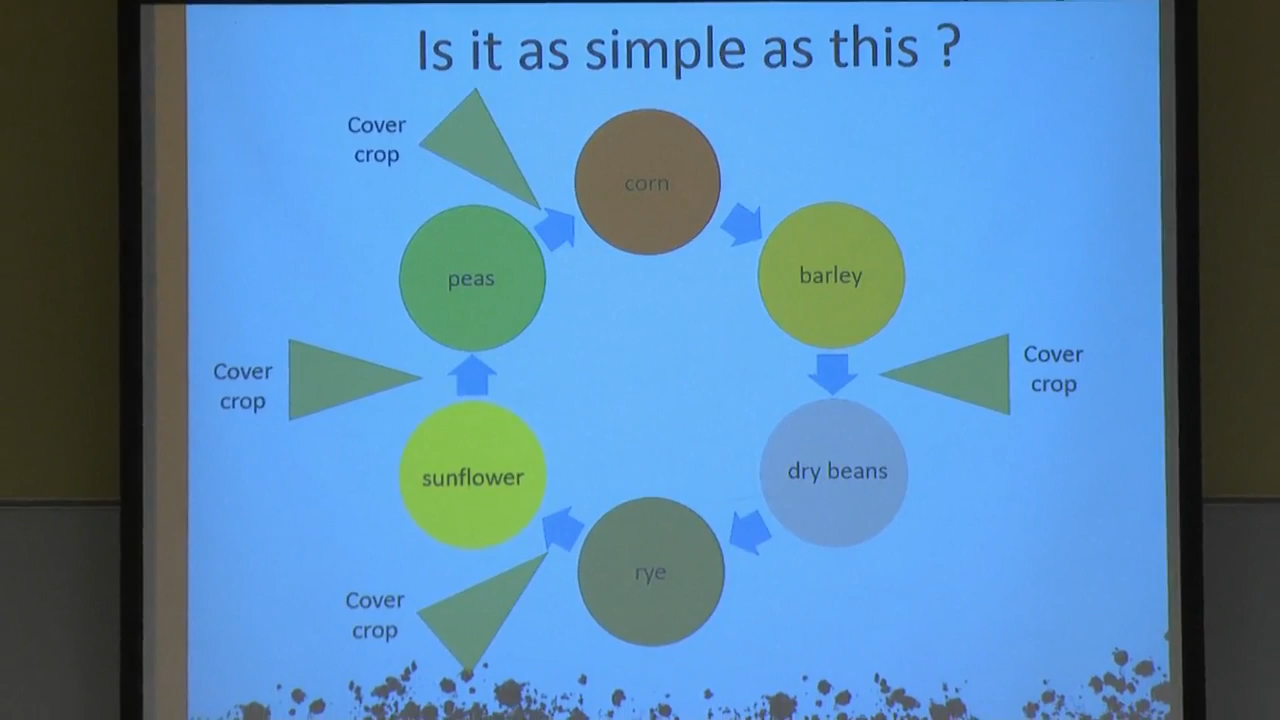 Is it as simple as this ?
Cover
crop
corn
peas
barley
Cover
crop
Cover
crop
sunflower
dry beans
rye
Cover
crop